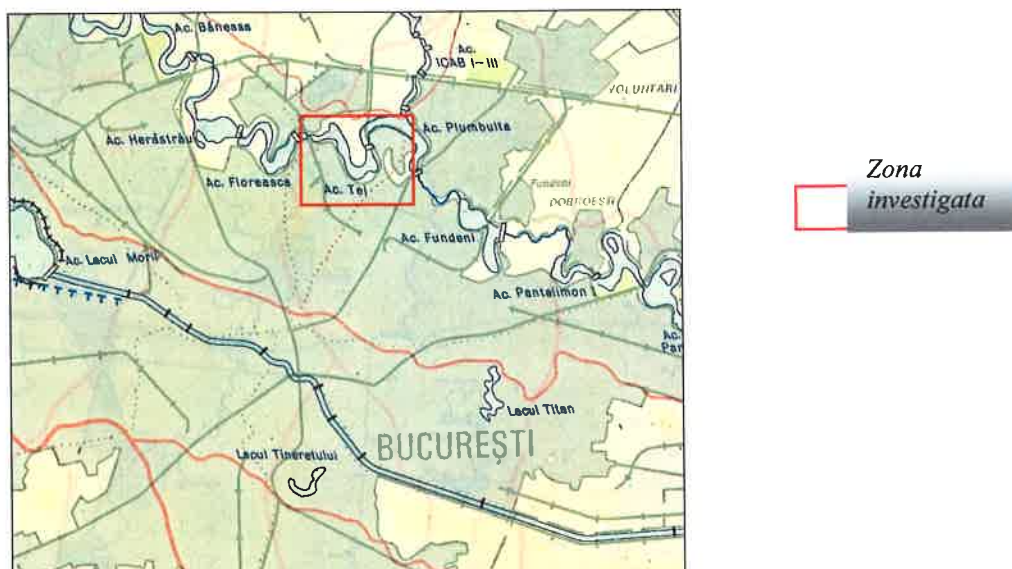 Ac. Băneasa
Ac.
ICAB I-III
VOLUNTARI
Ac. Herăstrău
Ac. Plumbuita
Ac. Floreasca
Ac. Tei
Fundeni
DOBROEȘTI
Ac. Fundeni
Ac. Lacul Morii
Ac. Pantelimon I
Ac.
Pan
Lacul Titan
BUCUREȘTI
Lacul Tineretului
Zona
investigata